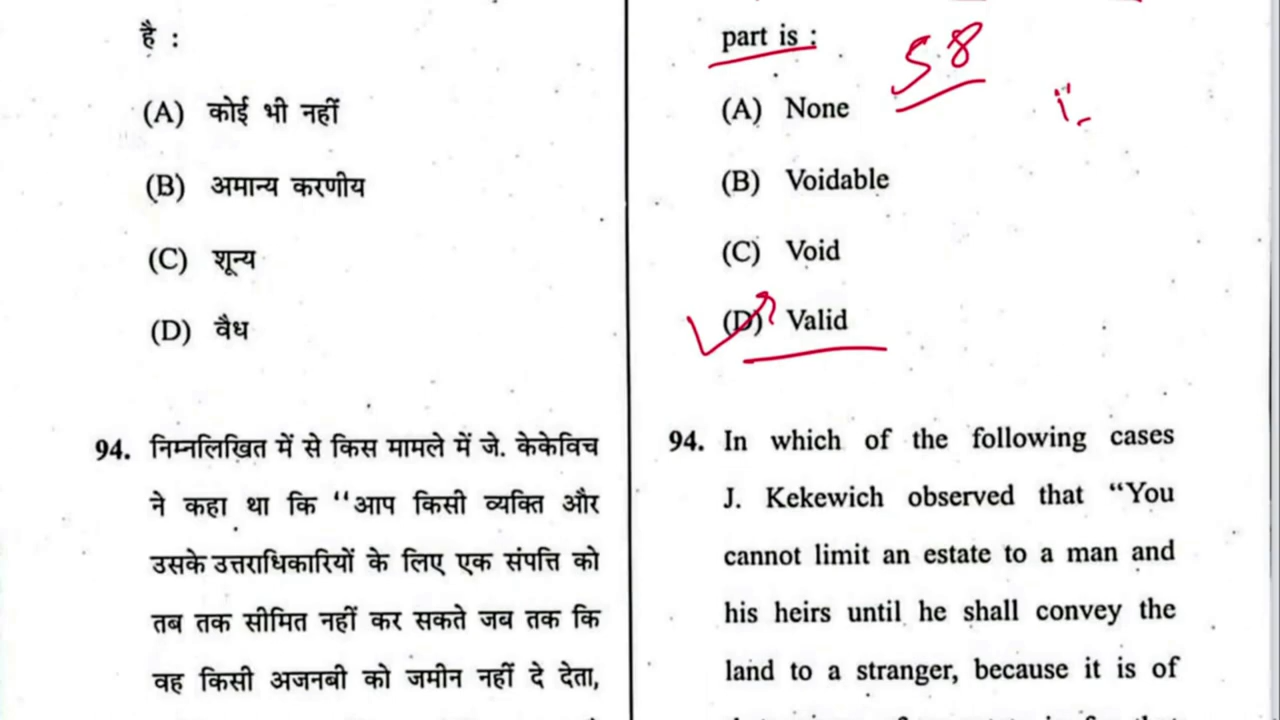 है :
(A) कोई भी नहीं
(B) अमान्य करणीय
(C) शून्य
(D) वैध
94. निम्नलिखित में से किस मामले में जे. केकेविच
ने कहा था कि “आप किसी व्यक्ति और
उसके उत्तराधिकारियों के लिए एक संपत्ति को
तब तक सीमित नहीं कर सकते जब तक कि
वह किसी अजनबी को जमीन नहीं दे देता,
part is :
58
(A) None
(B) Voidable
(C) Void
(D) Valid
94. In which of the following cases
J. Kekewich observed that “You
cannot limit an estate to a man and
his heirs until he shall convey the
land to a stranger, because it is of